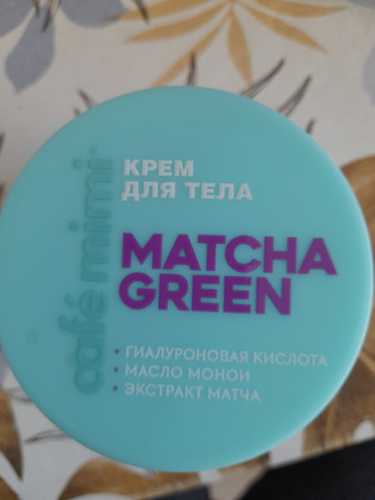 café mimi
КРЕМ
ДЛЯ ТЕЛА
MATCHA
GREEN
• ГИАЛУРОНОВАЯ КИСЛОТА
• МАСЛО МОНОИ
• ЭКСТРАКТ МАТЧА